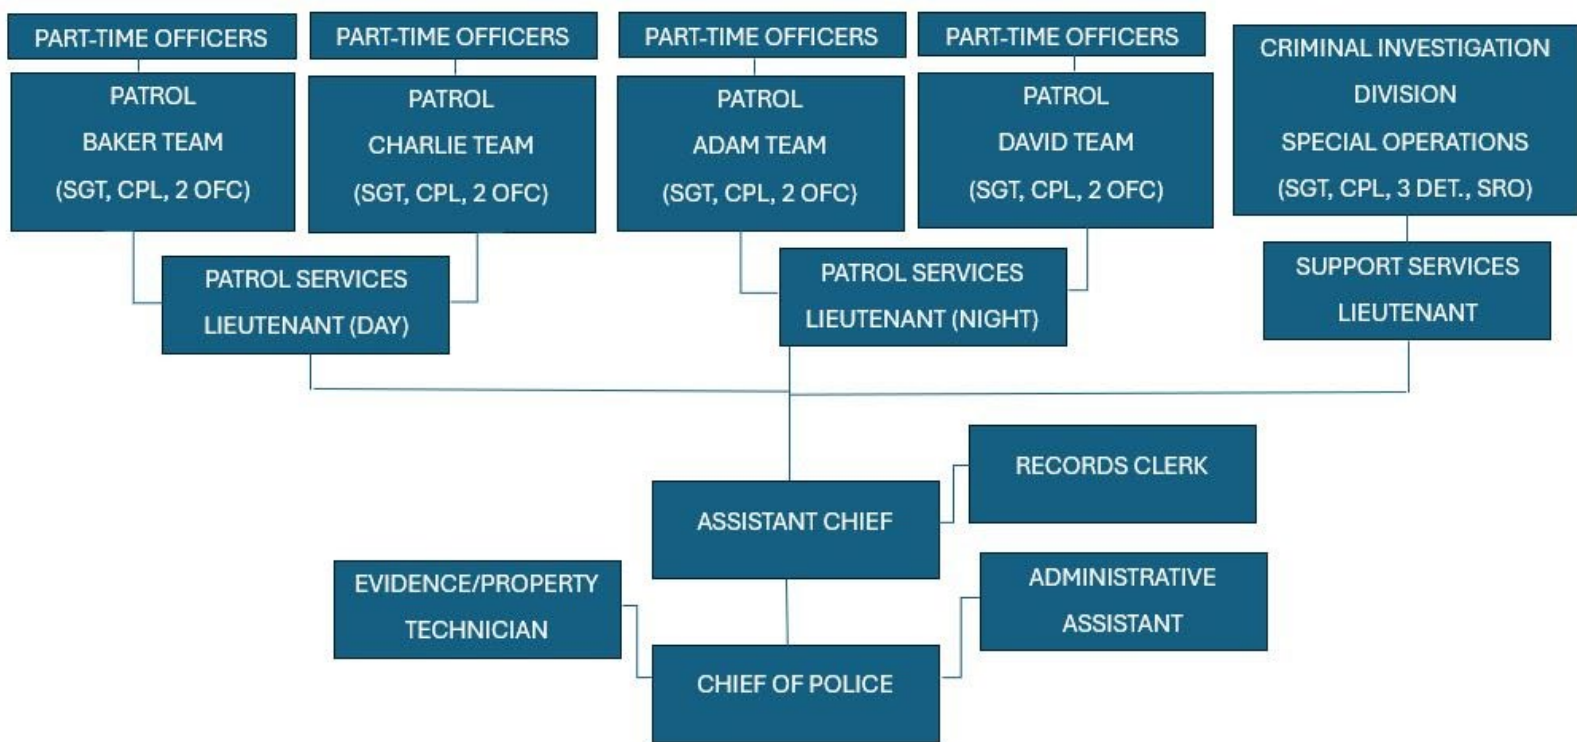 PART-TIME OFFICERS
PART-TIME OFFICERS
PART-TIME OFFICERS
PART-TIME OFFICERS
PATROL
BAKER TEAM
(SGT, CPL, 2 OFC)
PATROL
CHARLIE TEAM
(SGT, CPL, 2 OFC)
PATROL
ADAM TEAM
(SGT, CPL, 2 OFC)
PATROL
DAVID TEAM
(SGT, CPL, 2 OFC)
CRIMINAL INVESTIGATION
DIVISION
SPECIAL OPERATIONS
(SGT, CPL, 3 DET., SRO)
PATROL SERVICES
LIEUTENANT (DAY)
PATROL SERVICES
LIEUTENANT (NIGHT)
SUPPORT SERVICES
LIEUTENANT
RECORDS CLERK
ASSISTANT CHIEF
EVIDENCE/PROPERTY
TECHNICIAN
ADMINISTRATIVE
ASSISTANT
CHIEF OF POLICE